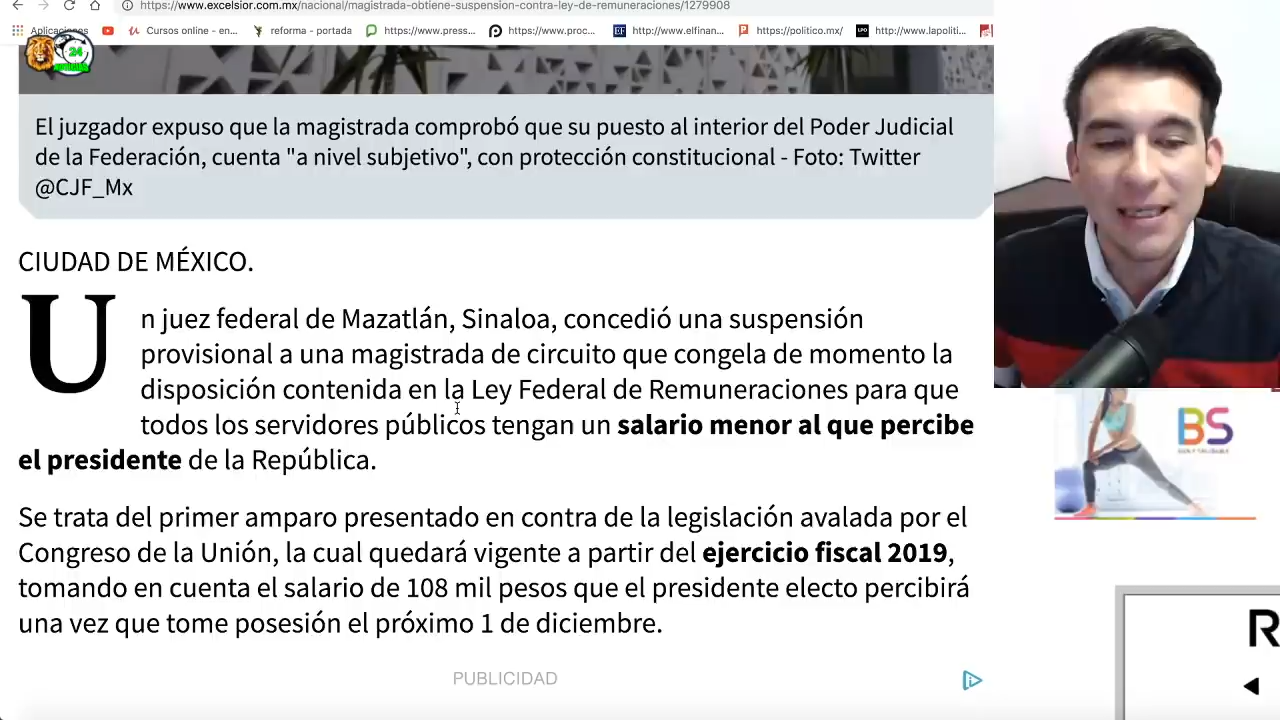 https://www.excelsior.com.mx/nacional/magistrada-obtiene-suspension-contra-ley-de-remuneraciones/1279908
Cursos online - en...
reforma - portada
https://www.press...
https://www.proc...
EF
http://www.elfinan...
https://politico.mx/
LPO
http://www.lapoliti...
24
NOTICIAS
El juzgador expuso que la magistrada comprobó que su puesto al interior del Poder Judicial
de la Federación, cuenta "a nivel subjetivo", con protección constitucional - Foto: Twitter
@CJF_Mx
CIUDAD DE MÉXICO.
Un juez federal de Mazatlán, Sinaloa, concedió una suspensión
provisional a una magistrada de circuito que congela de momento la
disposición contenida en la Ley Federal de Remuneraciones para que
todos los servidores públicos tengan un salario menor al que percibe
el presidente de la República.
Se trata del primer amparo presentado en contra de la legislación avalada por el
Congreso de la Unión, la cual quedará vigente a partir del ejercicio fiscal 2019,
tomando en cuenta el salario de 108 mil pesos que el presidente electo percibirá
una vez que tome posesión el próximo 1 de diciembre.
PUBLICIDAD
BS
R